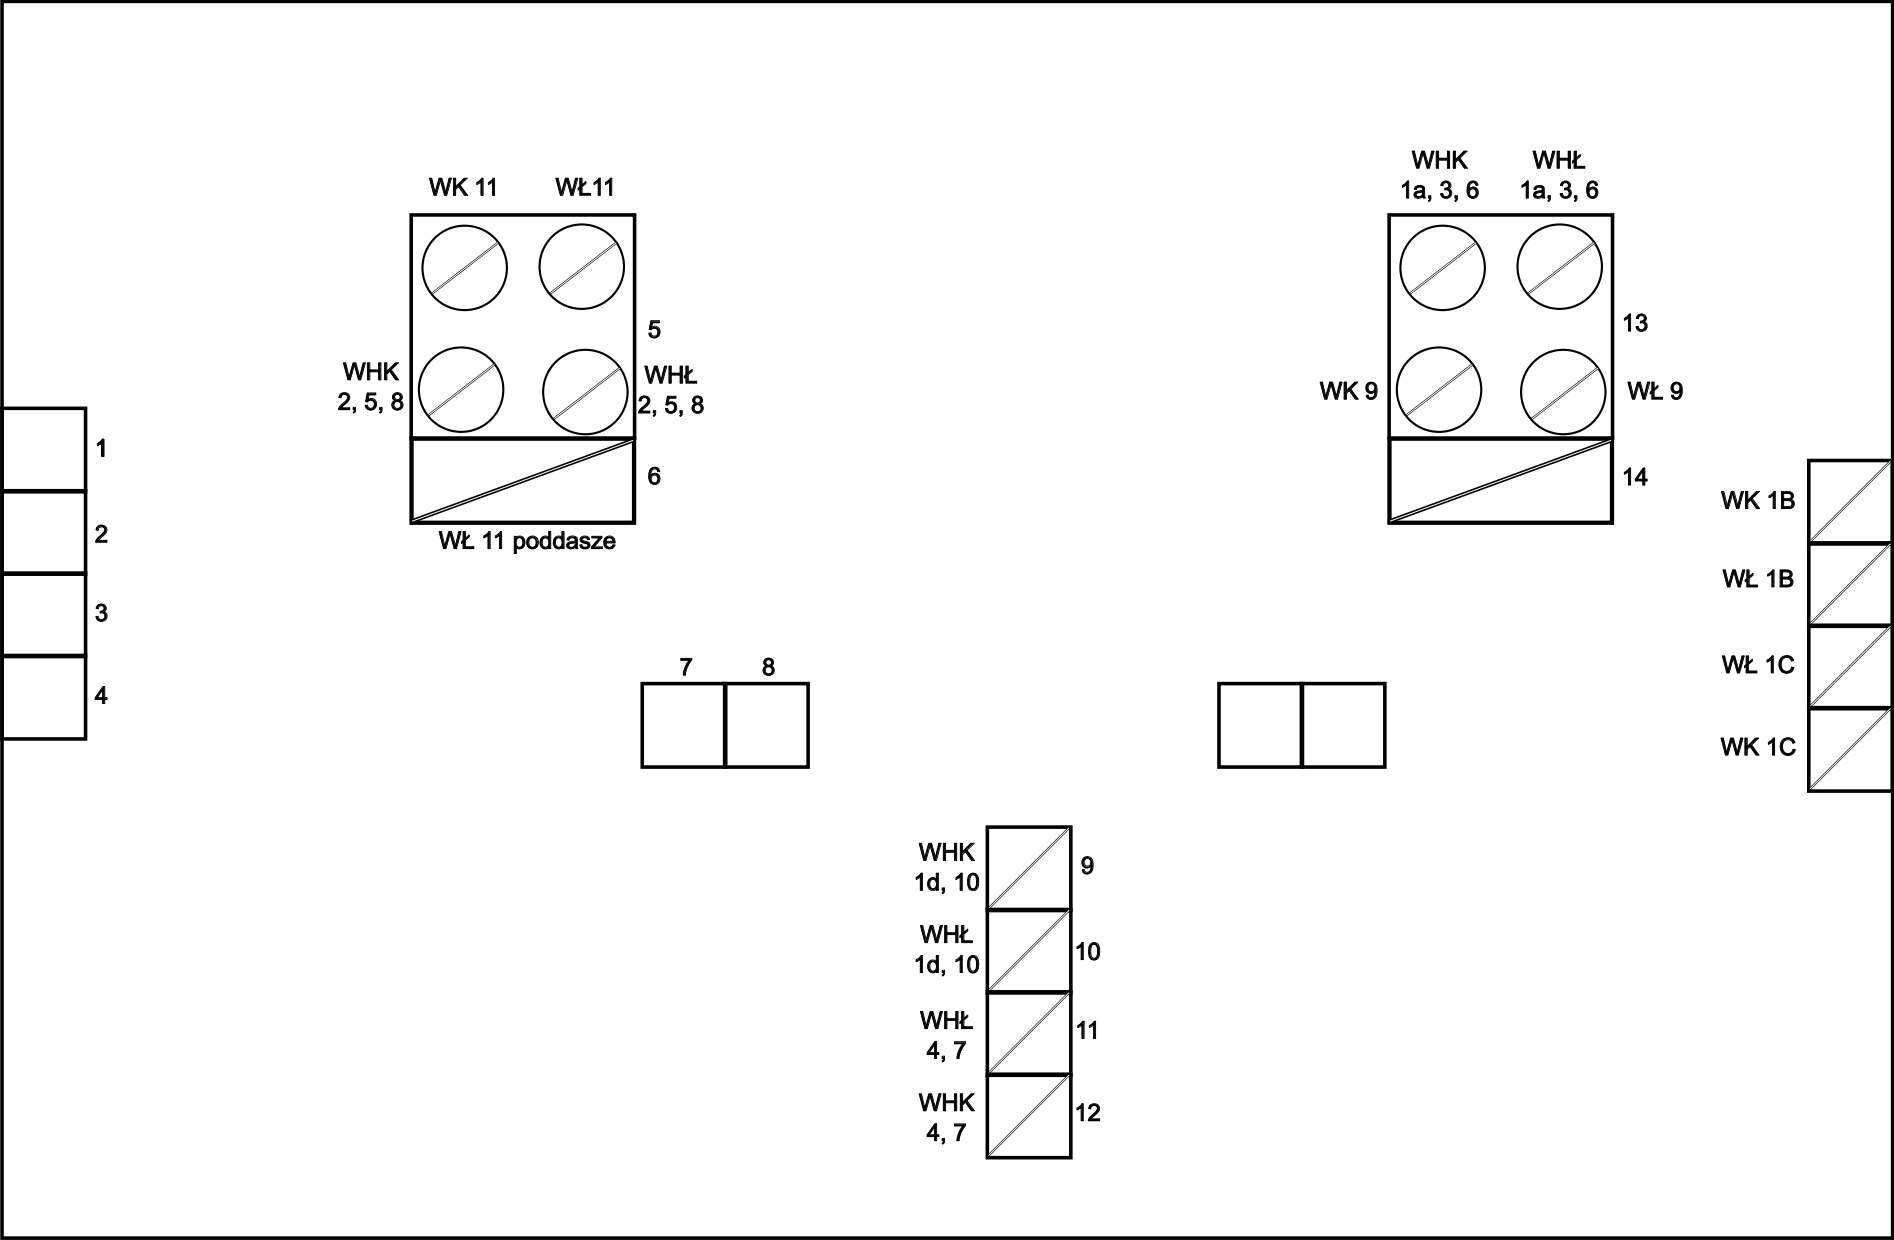 WHK
1a, 3, 6
WHŁ
1a, 3, 6
WK 11
WŁ11
5
13
WHK
2, 5, 8
WHŁ
2, 5, 8
WK 9
WŁ 9
1
6
14
WK 1B
2
WŁ 11 poddasze
WŁ 1B
3
7
8
WŁ 1C
4
WK 1C
WHK
1d, 10
9
WHŁ
1d, 10
10
WHŁ
4, 7
11
WHK
4, 7
12